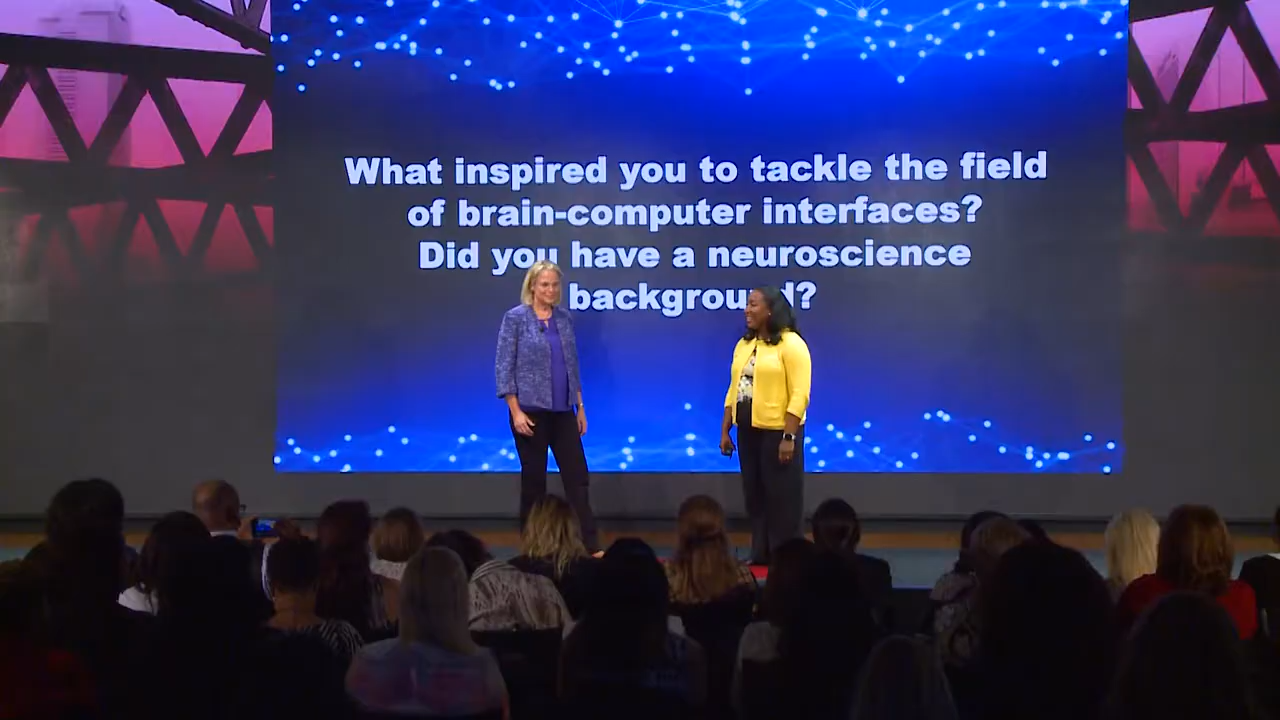 What inspired you to tackle the field
of brain-computer interfaces?
Did you have a neuroscience
background?